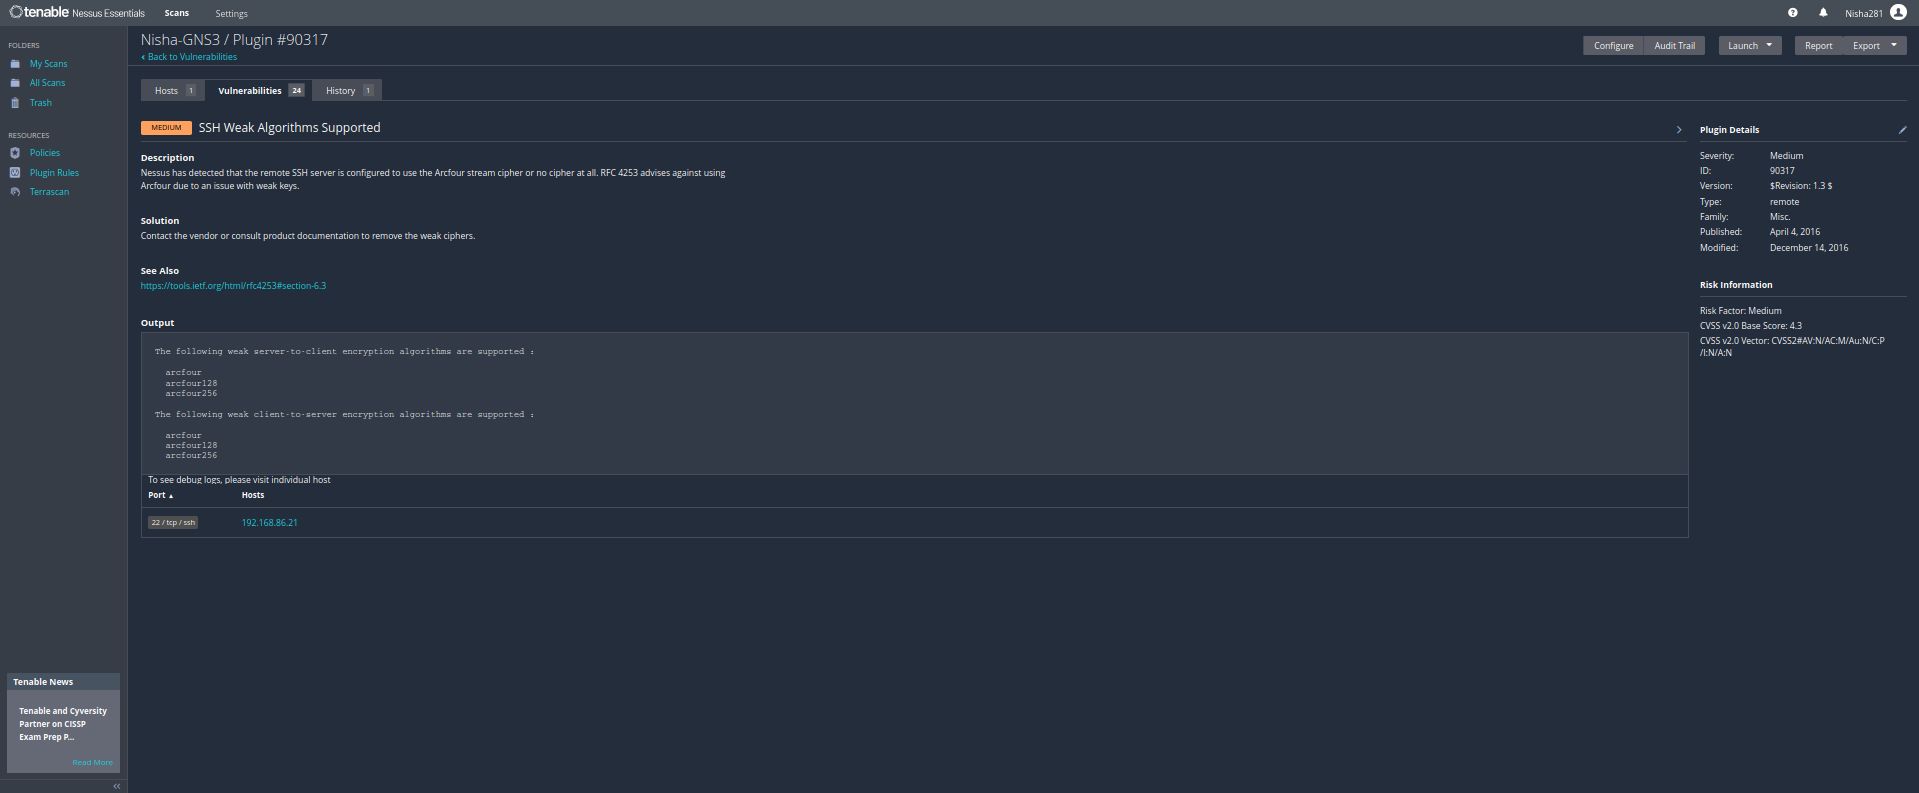 tenable Nessus Essentials Scans Settings Nisha281
FOLDERS
My Scans
All Scans
Trash
RESOURCES
Policies
Plugin Rules
Terrascan
Tenable News
Tenable and Cyversity
Partner on CISSP
Exam Prep P...
Read More
Nisha-GNS3 / Plugin #90317
‹ Back to Vulnerabilities
Configure Audit Trail Launch Report Export
Hosts 1 Vulnerabilities 24 History 1
MEDIUM SSH Weak Algorithms Supported
Description
Nessus has detected that the remote SSH server is configured to use the Arcfour stream cipher or no cipher at all. RFC 4253 advises against using
Arcfour due to an issue with weak keys.
Solution
Contact the vendor or consult product documentation to remove the weak ciphers.
See Also
https://tools.ietf.org/html/rfc4253#section-6.3
Output
The following weak server-to-client encryption algorithms are supported :
arcfour
arcfour128
arcfour256
The following weak client-to-server encryption algorithms are supported :
arcfour
arcfour128
arcfour256
To see debug logs, please visit individual host
Port ▲ Hosts
22 / tcp / ssh 192.168.86.21
Plugin Details
Severity: Medium
ID: 90317
Version: $Revision: 1.3 $
Type: remote
Family: Misc.
Published: April 4, 2016
Modified: December 14, 2016
Risk Information
Risk Factor: Medium
CVSS v2.0 Base Score: 4.3
CVSS v2.0 Vector: CVSS2#AV:N/AC:M/Au:N/C:P
/I:N/A:N